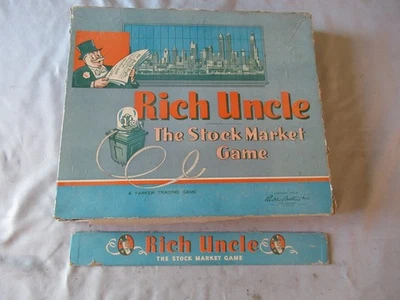 Rich Uncle
The Stock Market
Game
A PARKER TRADING GAME
Rich Uncle
THE STOCK MARKET GAME